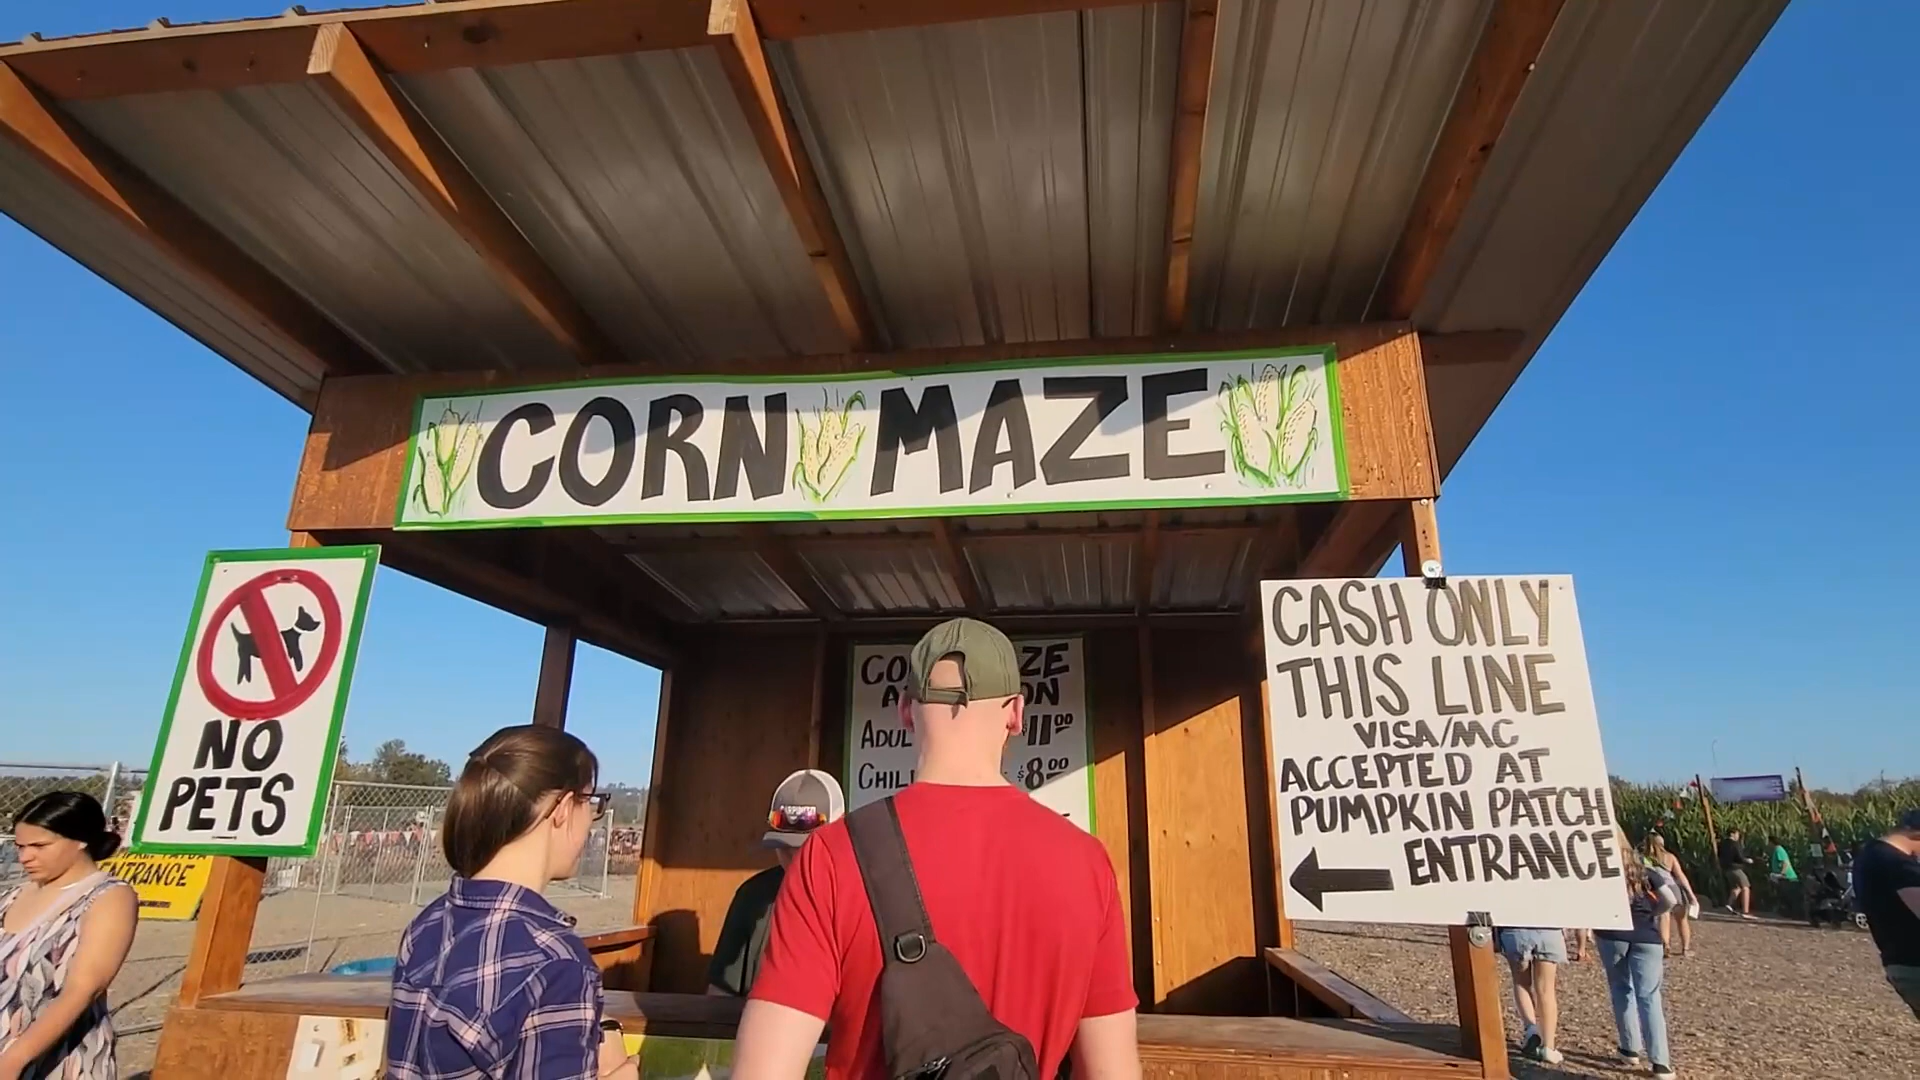 CORN MAZE
NO
PETS
ENTRANCE
$11.00
$8.00
CASH ONLY
THIS LINE
VISA/MC
ACCEPTED AT
PUMPKIN PATCH
ENTRANCE